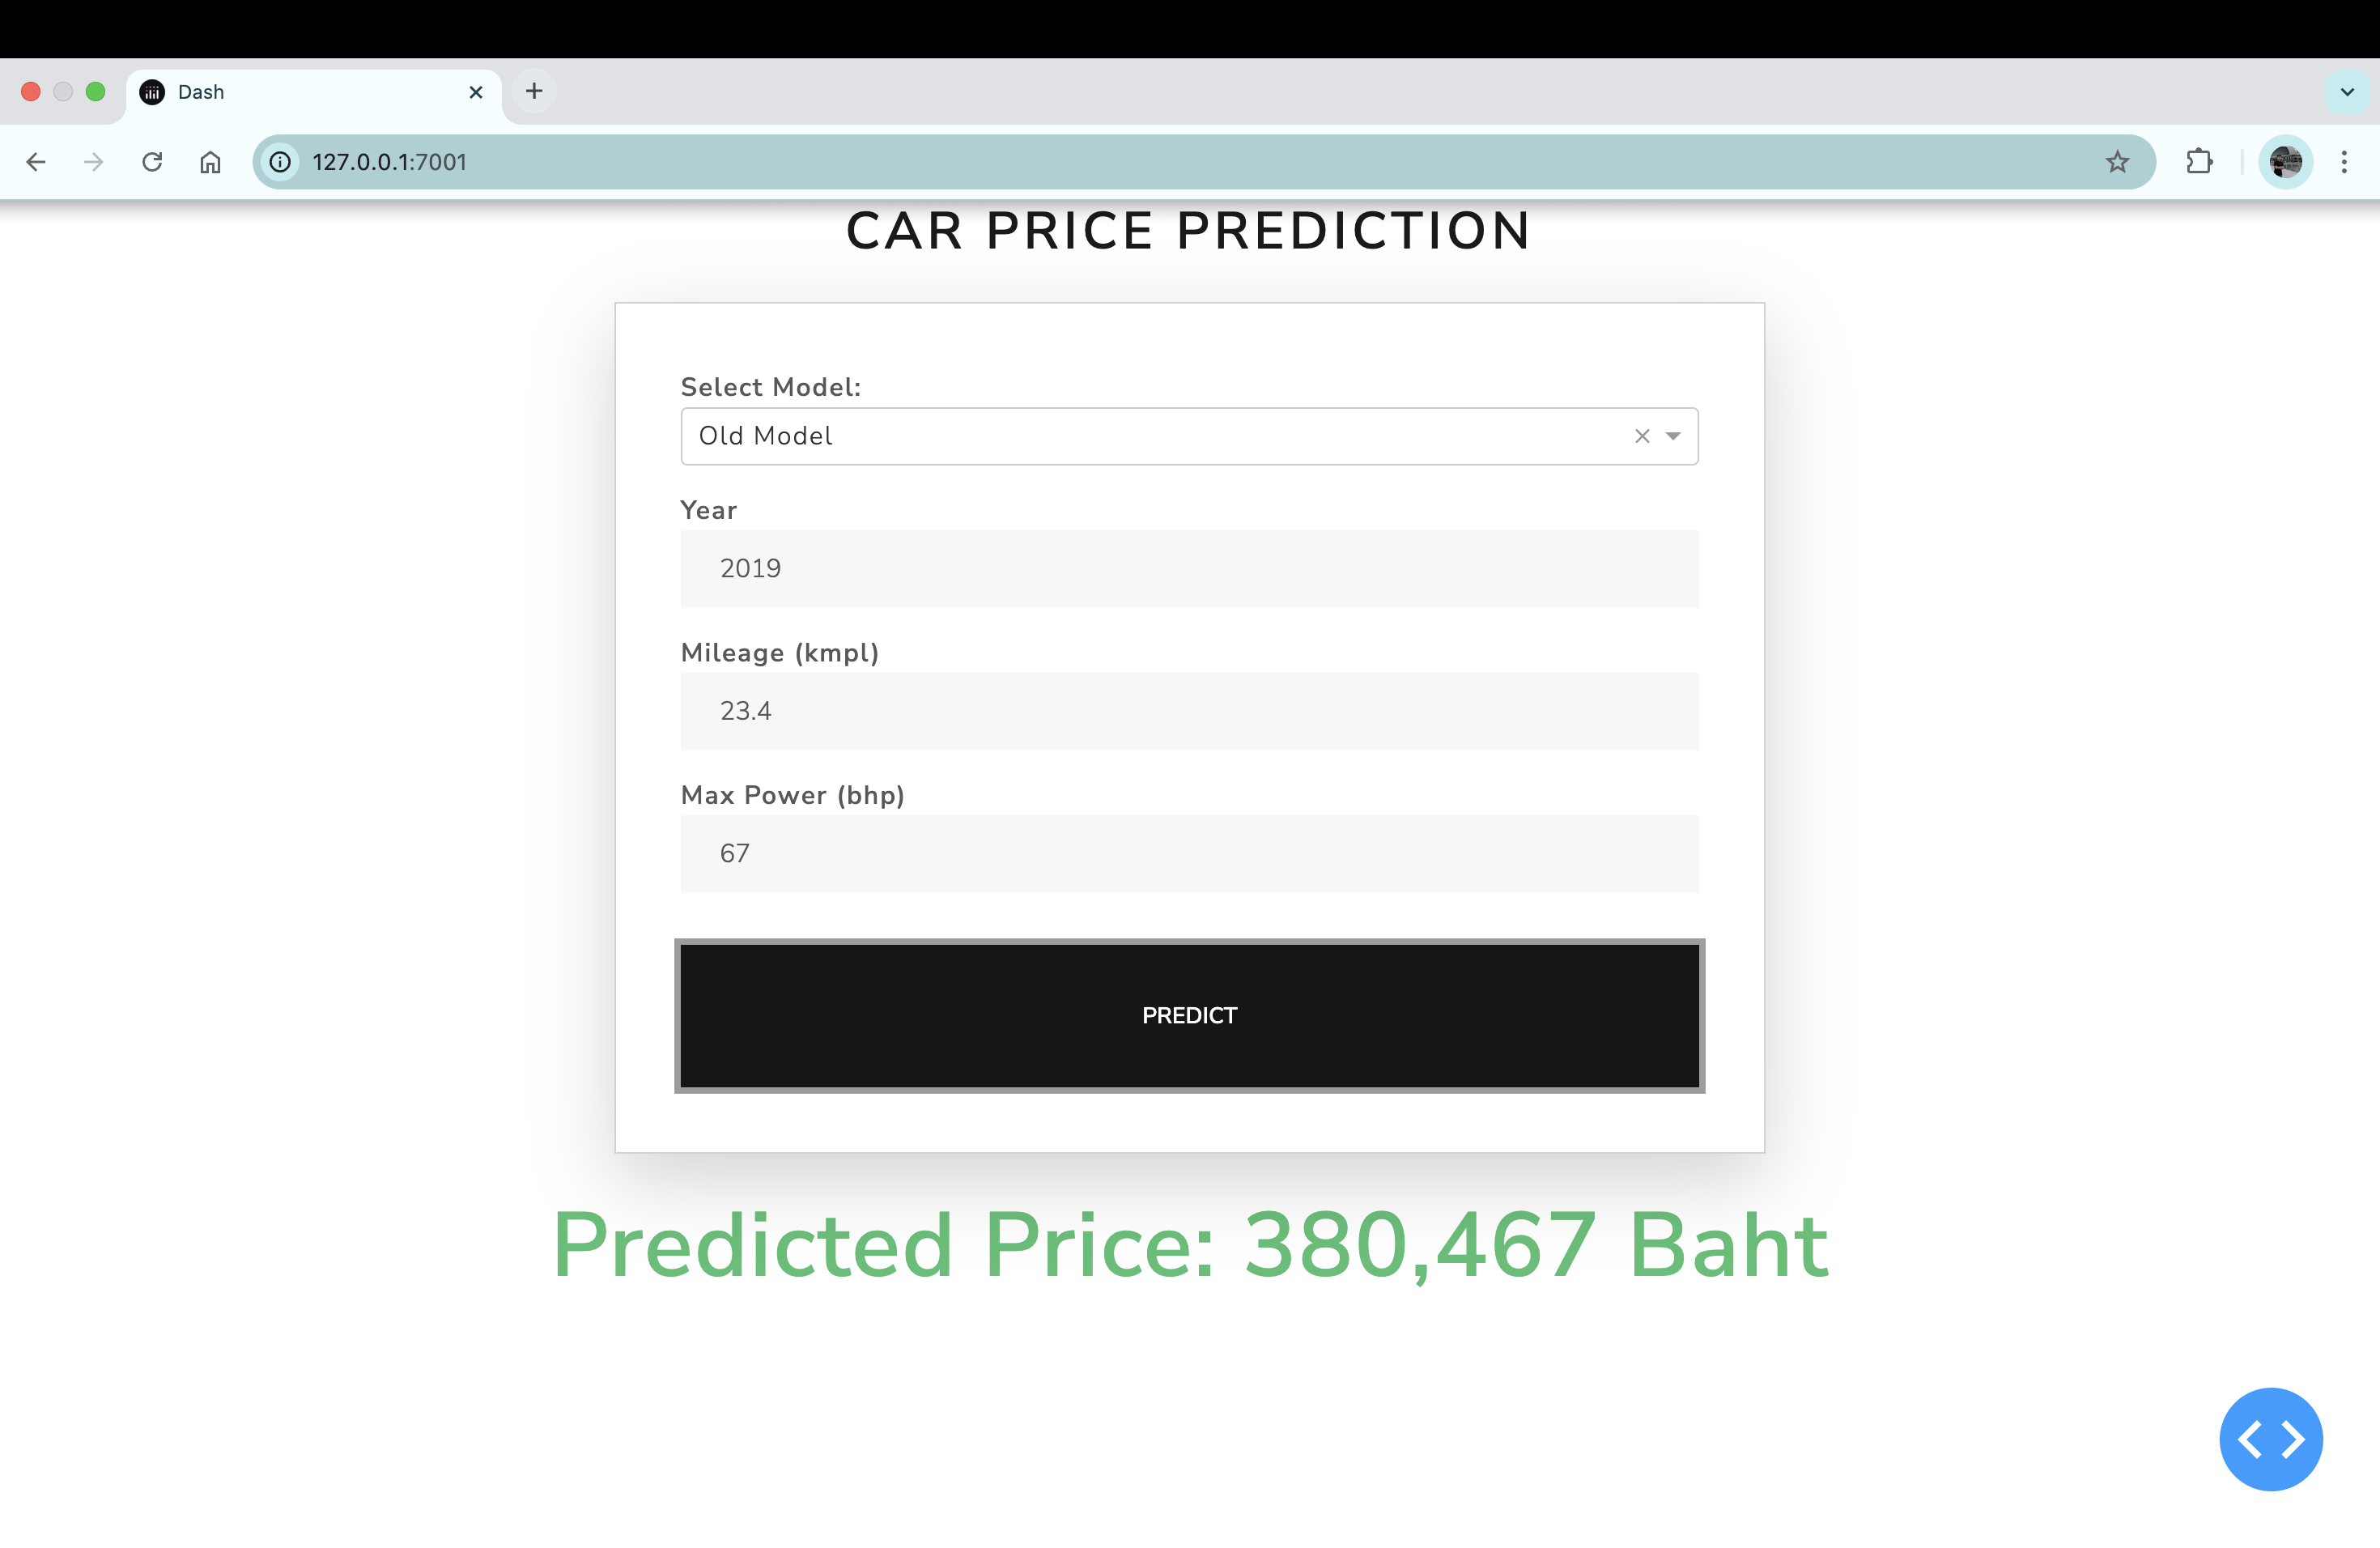 Dash
127.0.0.1:7001
CAR PRICE PREDICTION
Select Model:
Old Model
Year
2019
Mileage (kmpl)
23.4
Max Power (bhp)
67
PREDICT
Predicted Price: 380,467 Baht